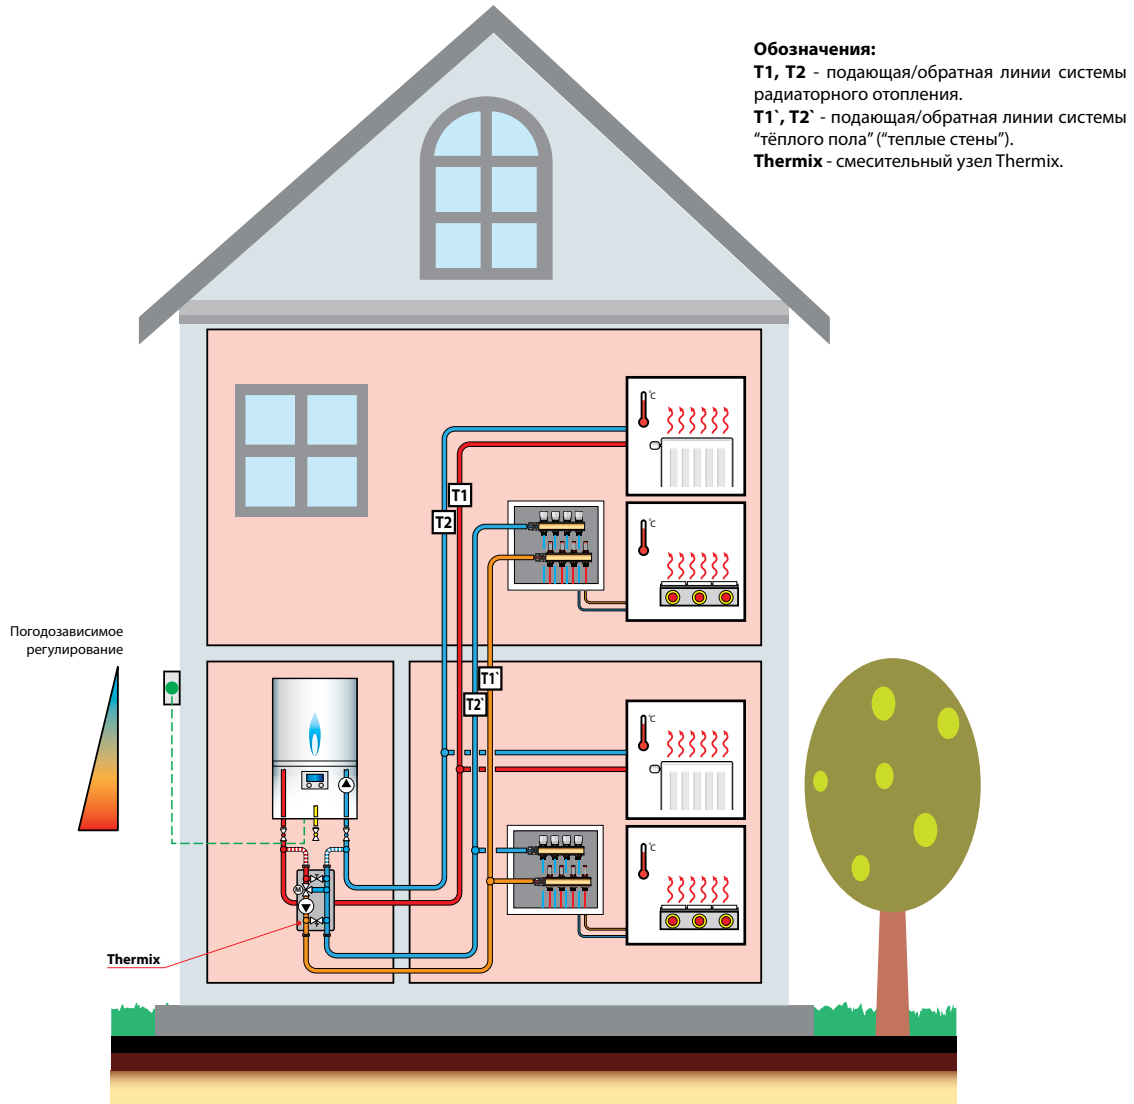 Обозначения:
T1, T2 - подающая/обратная линии системы
радиаторного отопления.
T1`, T2` - подающая/обратная линии системы
“тёплого пола” (“теплые стены”).
Thermix - смесительный узел Thermix.
°C
T1
T2
°C
Погодозависимое
регулирование
T1`
T2`
°C
°C
M
Thermix